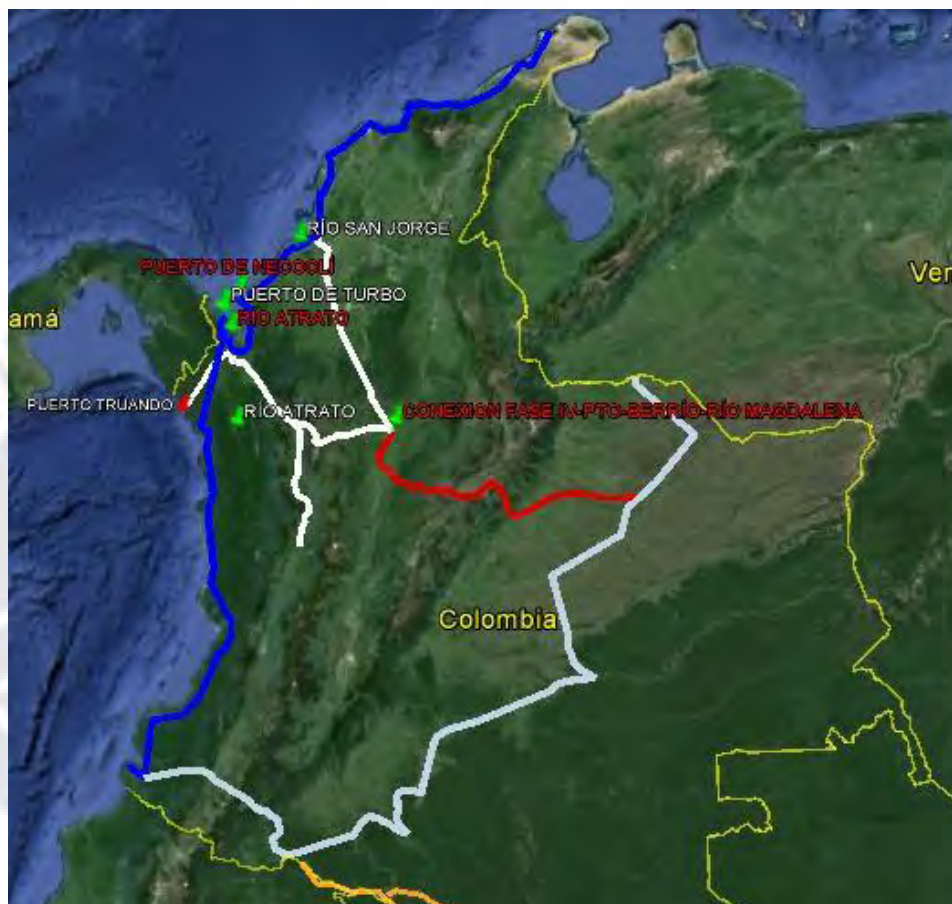 RÍO SAN JORGE
PUERTO DE NECOCLÍ
Ver
PUERTO DE TURBO
amá
RÍO ATRATO
PUERTO TRUANDO
RÍO ATRATO
CONEXION FASE IV-PTO-BERRÍO-RÍO MAGDALENA
Colombia